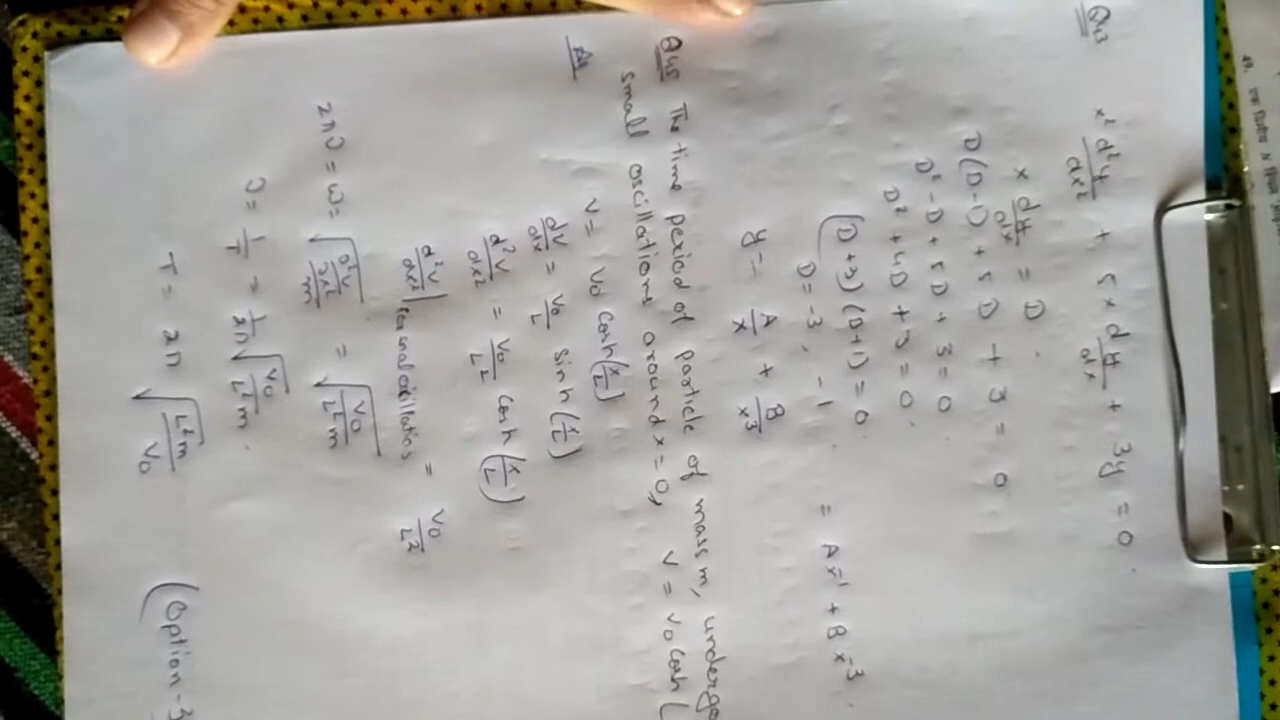 Q43
x² d²y/dx² + 5x dy/dx + 3y = 0
x dy/dx = D
D(D-1) + 5D + 3 = 0
D² - D + 5D + 3 = 0
D² + 4D + 3 = 0
(D+3)(D+1) = 0
D = -3, -1
y = A/x + B/x³ = Ax⁻¹ + Bx⁻³
Q45 The time period of particle of mass m, undergo
small oscillations around x = 0, V = V0 Cosh(
V = V0 Cosh(x/L)
dV/dx = V0/L sinh(x/L)
d²V/dx² = V0/L² Cosh(x/L)
d²V/dx² | for small oscillations = V0/L²
2πν = ω = √(∂²V/∂x² / m) = √(V0/L²m)
ν = 1/T = 1/2π √(V0/L²m)
T = 2π √(L²m/V0) (Option - 3
49.